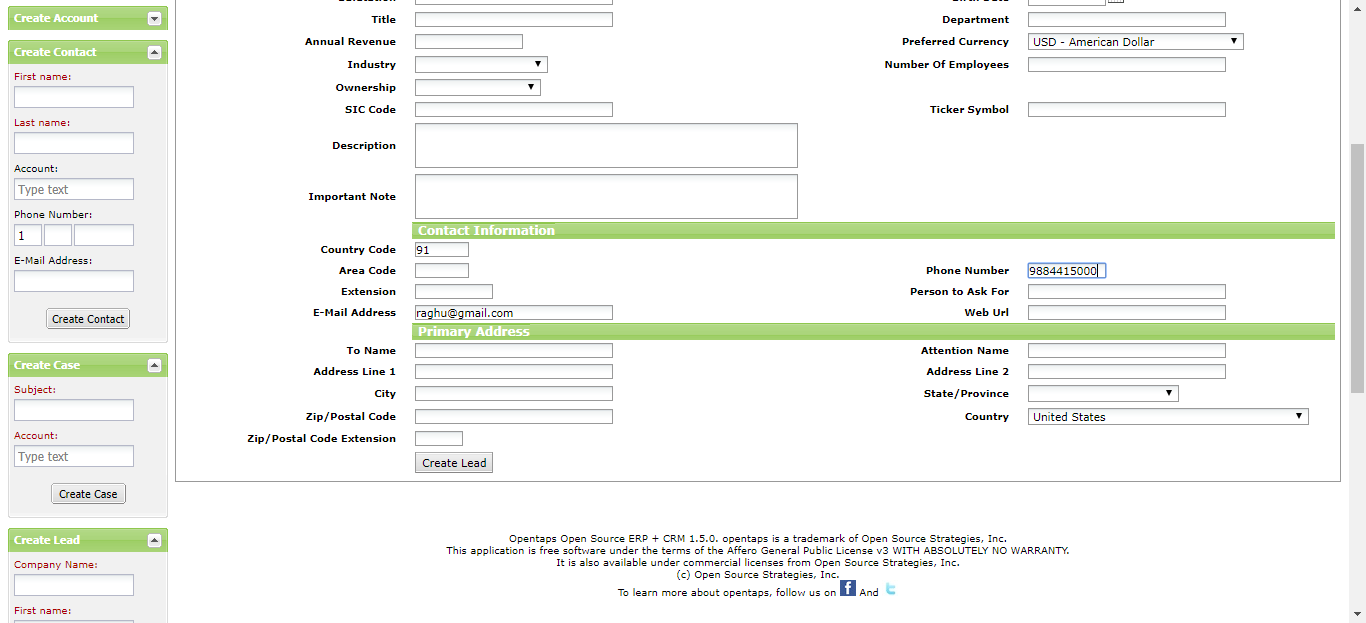 Create Account
Create Contact
First name:
Last name:
Account:
Type text
Phone Number:
1
E-Mail Address:
Create Contact
Create Case
Subject:
Account:
Type text
Create Case
Create Lead
Company Name:
First name:
Title
Department
Annual Revenue
Preferred Currency
USD - American Dollar
Industry
Number Of Employees
Ownership
SIC Code
Ticker Symbol
Description
Important Note
Contact Information
Country Code
91
Area Code
Phone Number
9884415000
Extension
Person to Ask For
E-Mail Address
raghu@gmail.com
Web Url
Primary Address
To Name
Attention Name
Address Line 1
Address Line 2
City
State/Province
Zip/Postal Code
Country
United States
Zip/Postal Code Extension
Create Lead
Opentaps Open Source ERP + CRM 1.5.0. opentaps is a trademark of Open Source Strategies, Inc.
This application is free software under the terms of the Affero General Public License v3 WITH ABSOLUTELY NO WARRANTY.
It is also available under commercial licenses from Open Source Strategies, Inc.
(c) Open Source Strategies, Inc.
To learn more about opentaps, follow us on f And t